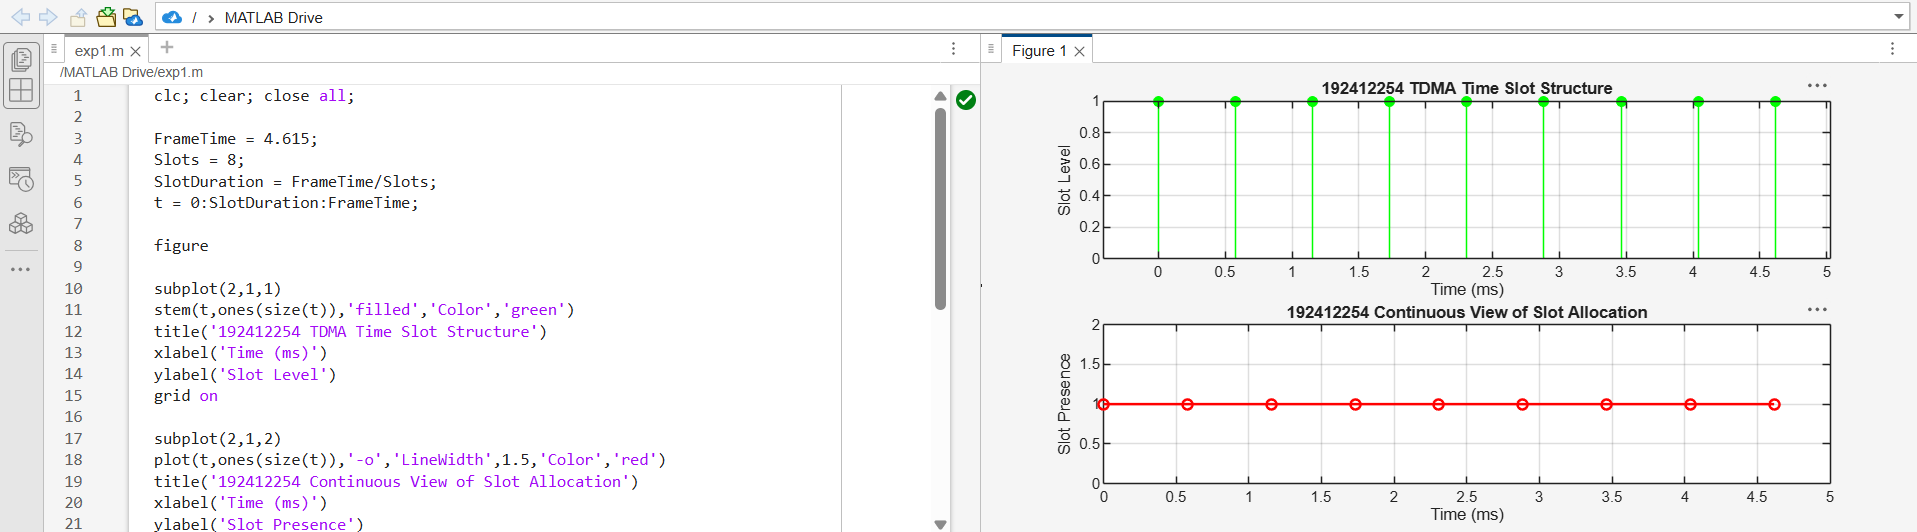 / › MATLAB Drive
exp1.m
/MATLAB Drive/exp1.m
1 clc; clear; close all;
2
3 FrameTime = 4.615;
4 Slots = 8;
5 SlotDuration = FrameTime/Slots;
6 t = 0:SlotDuration:FrameTime;
7
8 figure
9
10 subplot(2,1,1)
11 stem(t,ones(size(t)),'filled','Color','green')
12 title('192412254 TDMA Time Slot Structure')
13 xlabel('Time (ms)')
14 ylabel('Slot Level')
15 grid on
16
17 subplot(2,1,2)
18 plot(t,ones(size(t)),'-o','LineWidth',1.5,'Color','red')
19 title('192412254 Continuous View of Slot Allocation')
20 xlabel('Time (ms)')
21 ylabel('Slot Presence')
Figure 1
192412254 TDMA Time Slot Structure
Slot Level
1
0.8
0.6
0.4
0.2
0
0 0.5 1 1.5 2 2.5 3 3.5 4 4.5 5
Time (ms)
192412254 Continuous View of Slot Allocation
Slot Presence
2
1.5
1
0.5
0
0 0.5 1 1.5 2 2.5 3 3.5 4 4.5 5
Time (ms)